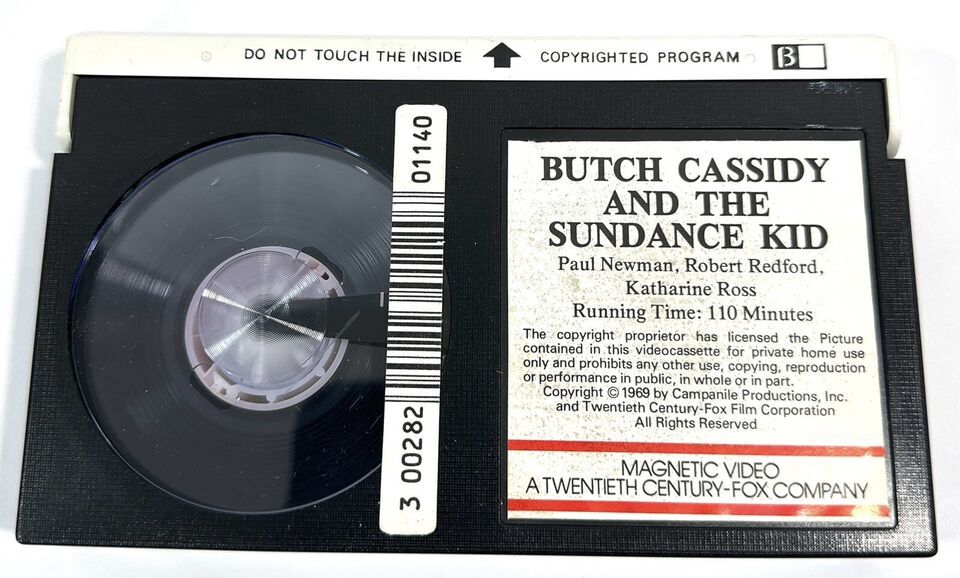 DO NOT TOUCH THE INSIDE COPYRIGHTED PROGRAM β
3 00282 01140
BUTCH CASSIDY
AND THE
SUNDANCE KID
Paul Newman, Robert Redford,
Katharine Ross
Running Time: 110 Minutes
The copyright proprietor has licensed the Picture
contained in this videocassette for private home use
only and prohibits any other use, copying, reproduction
or performance in public, in whole or in part.
Copyright © 1969 by Campanile Productions, Inc.
and Twentieth Century-Fox Film Corporation
All Rights Reserved
MAGNETIC VIDEO
A TWENTIETH CENTURY-FOX COMPANY